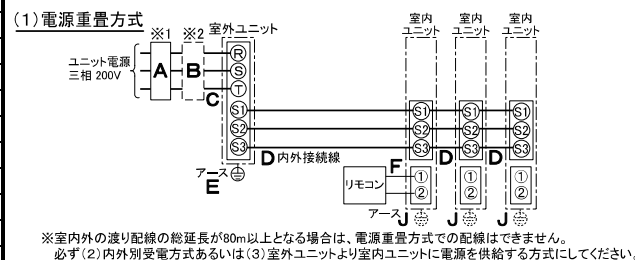 (1)電源重畳方式
※1 ※2 室外ユニット 室内ユニット 室内ユニット 室内ユニット
ユニット電源
三相 200V
A B C
R
S
T
S1 S1 S1 S1
S2 S2 S2 S2
S3 S3 S3 S3
D内外接続線 D D
アース
E
リモコン F
① ① ①
② ② ②
アース J J J
※室内外の渡り配線の総延長が80m以上となる場合は、電源重畳方式での配線はできません。
必ず(2)内外別受電方式あるいは(3)室外ユニットより室内ユニットに電源を供給する方式にしてください。